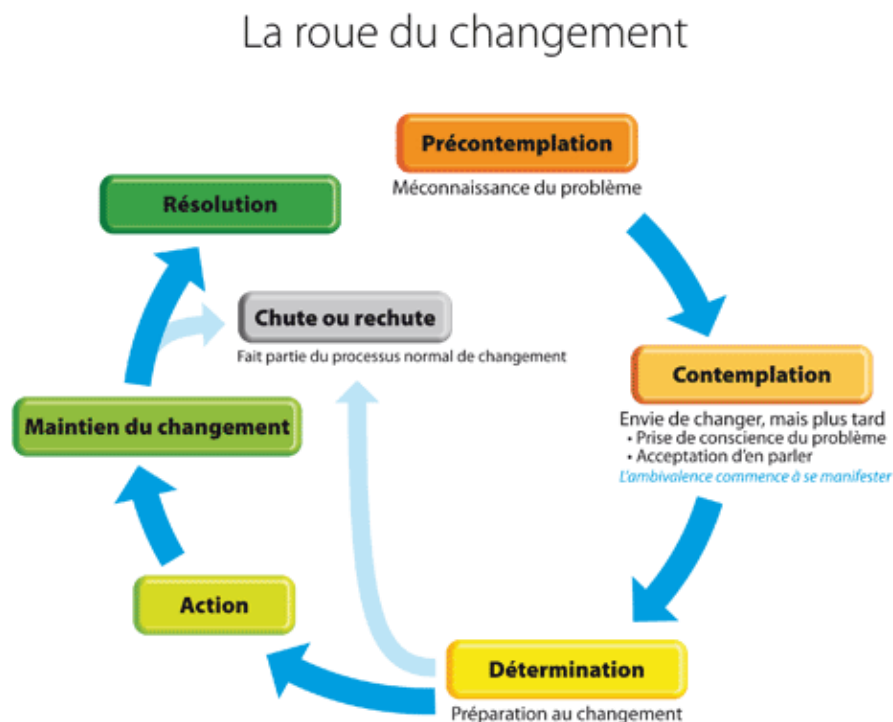 La roue du changement
Précontemplation
Méconnaissance du problème
Résolution
Chute ou rechute
Fait partie du processus normal de changement
Contemplation
Envie de changer, mais plus tard
• Prise de conscience du problème
• Acceptation d'en parler
L'ambivalence commence à se manifester
Maintien du changement
Action
Détermination
Préparation au changement